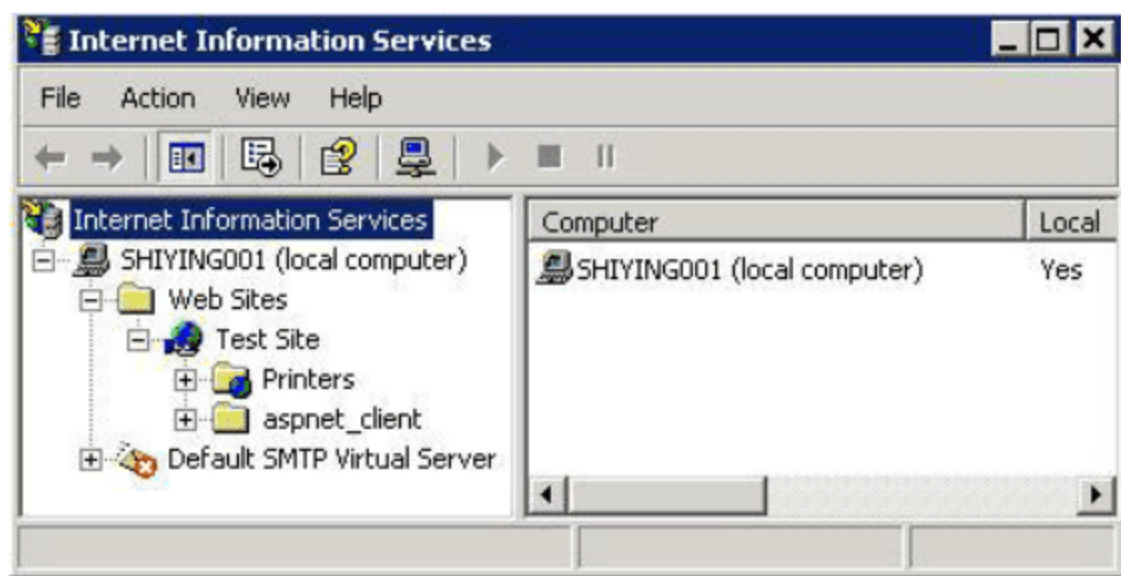 Internet Information Services
File Action View Help
Internet Information Services
SHIYING001 (local computer)
Web Sites
Test Site
Printers
aspnet_client
Default SMTP Virtual Server
Computer Local
SHIYING001 (local computer) Yes